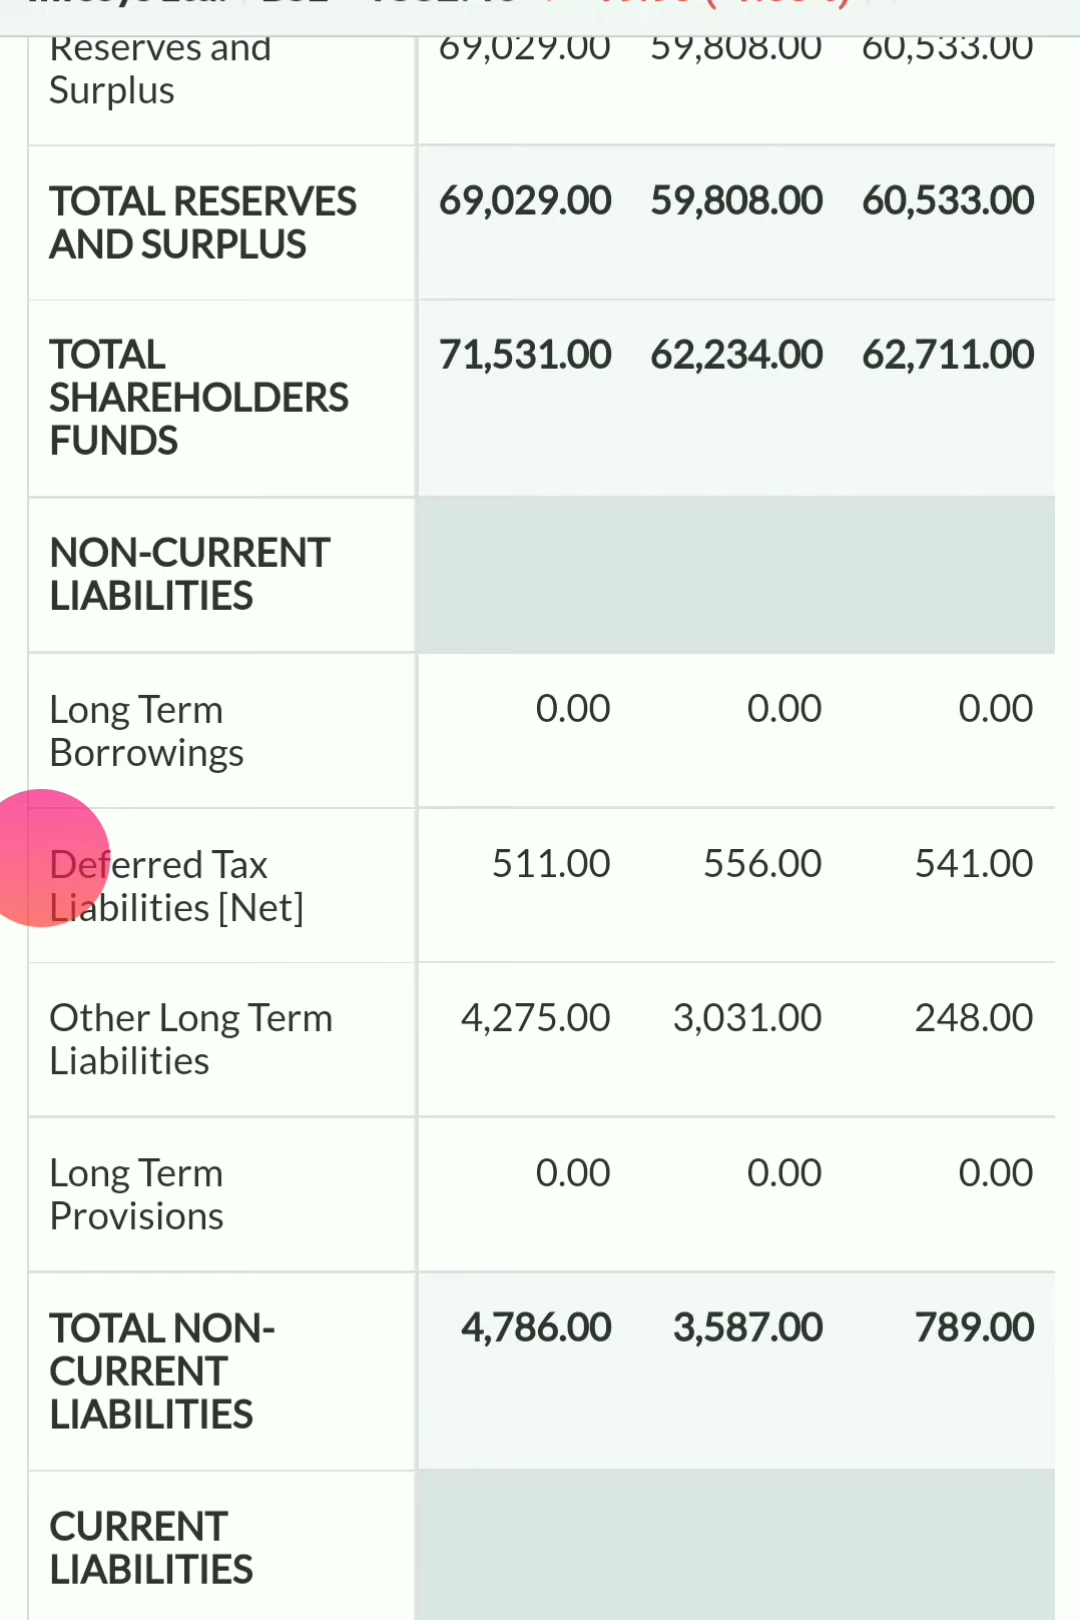 Reserves and 69,029.00 59,808.00 60,533.00
Surplus
TOTAL RESERVES 69,029.00 59,808.00 60,533.00
AND SURPLUS
TOTAL 71,531.00 62,234.00 62,711.00
SHAREHOLDERS
FUNDS
NON-CURRENT
LIABILITIES
Long Term 0.00 0.00 0.00
Borrowings
Deferred Tax 511.00 556.00 541.00
Liabilities [Net]
Other Long Term 4,275.00 3,031.00 248.00
Liabilities
Long Term 0.00 0.00 0.00
Provisions
TOTAL NON- 4,786.00 3,587.00 789.00
CURRENT
LIABILITIES
CURRENT
LIABILITIES